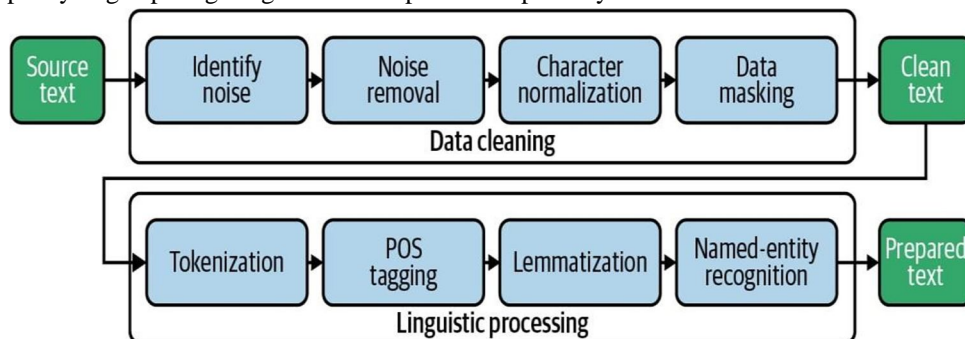 Source
text
Identify
noise
Noise
removal
Character
normalization
Data
masking
Clean
text
Data cleaning
Tokenization
POS
tagging
Lemmatization
Named-entity
recognition
Prepared
text
Linguistic processing